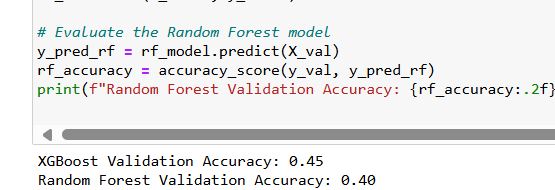 # Evaluate the Random Forest model
y_pred_rf = rf_model.predict(X_val)
rf_accuracy = accuracy_score(y_val, y_pred_rf)
print(f"Random Forest Validation Accuracy: {rf_accuracy:.2f}
XGBoost Validation Accuracy: 0.45
Random Forest Validation Accuracy: 0.40